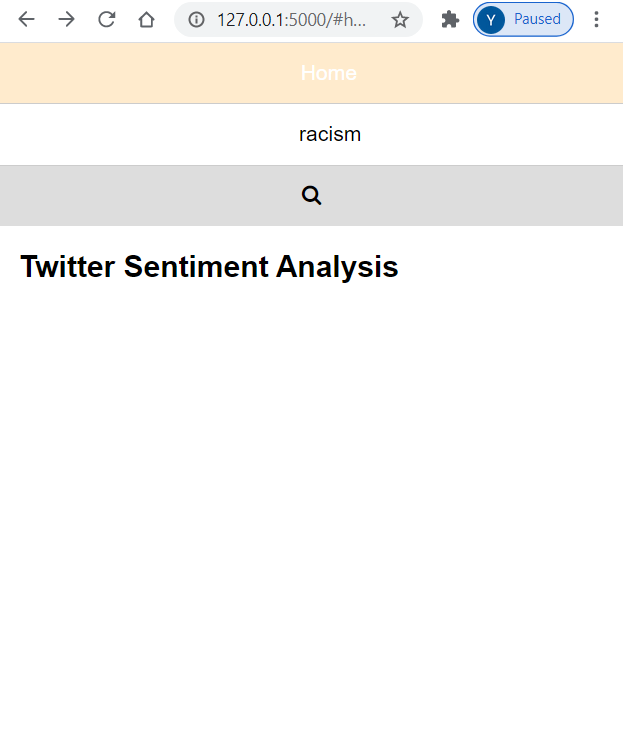 127.0.0.1:5000/#h... Y Paused
Home
racism
Twitter Sentiment Analysis